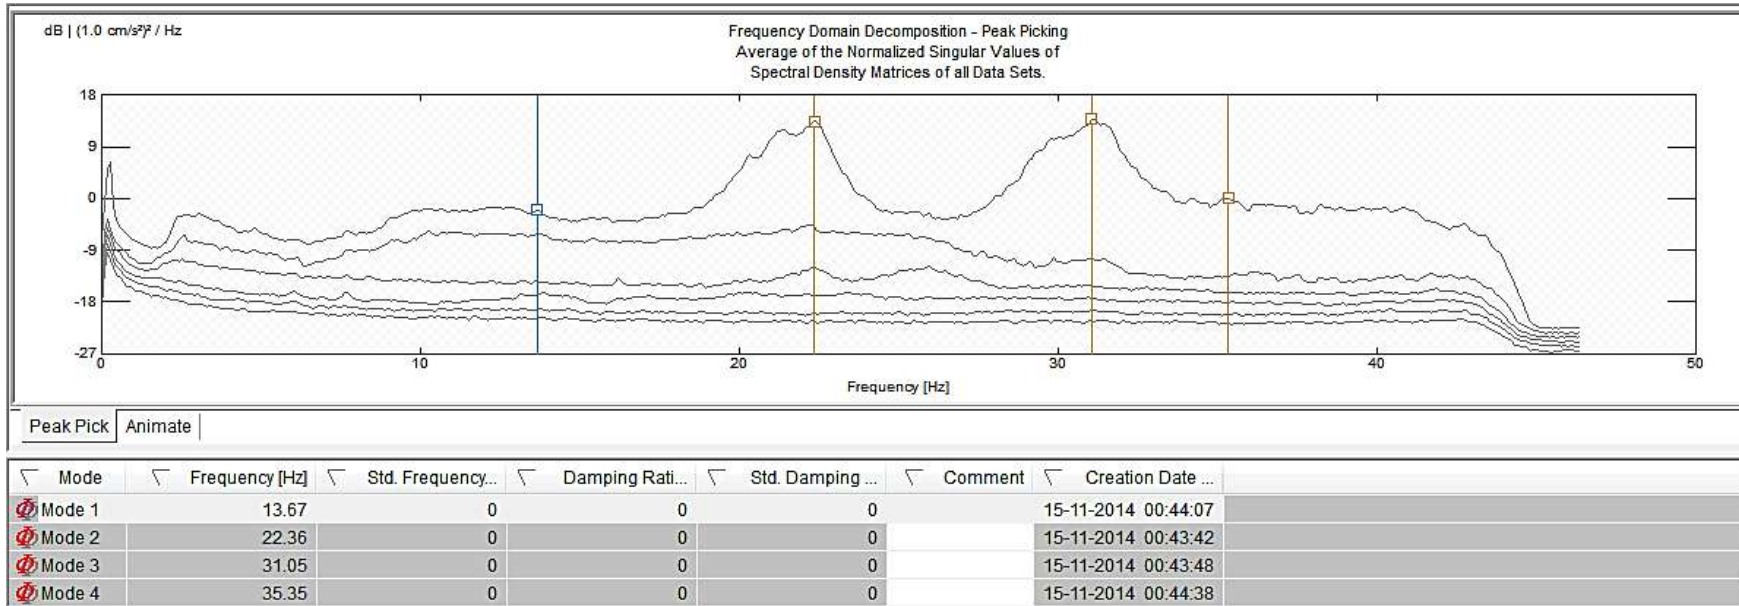 dB | (1.0 cm/s²)² / Hz
Frequency Domain Decomposition - Peak Picking
Average of the Normalized Singular Values of
Spectral Density Matrices of all Data Sets.
18
9
0
-9
-18
-27
0 10 20 30 40 50
Frequency [Hz]
Peak Pick Animate
Mode Frequency [Hz] Std. Frequency... Damping Rati... Std. Damping ... Comment Creation Date ...
Mode 1 13.67 0 0 0 15-11-2014 00:44:07
Mode 2 22.36 0 0 0 15-11-2014 00:43:42
Mode 3 31.05 0 0 0 15-11-2014 00:43:48
Mode 4 35.35 0 0 0 15-11-2014 00:44:38